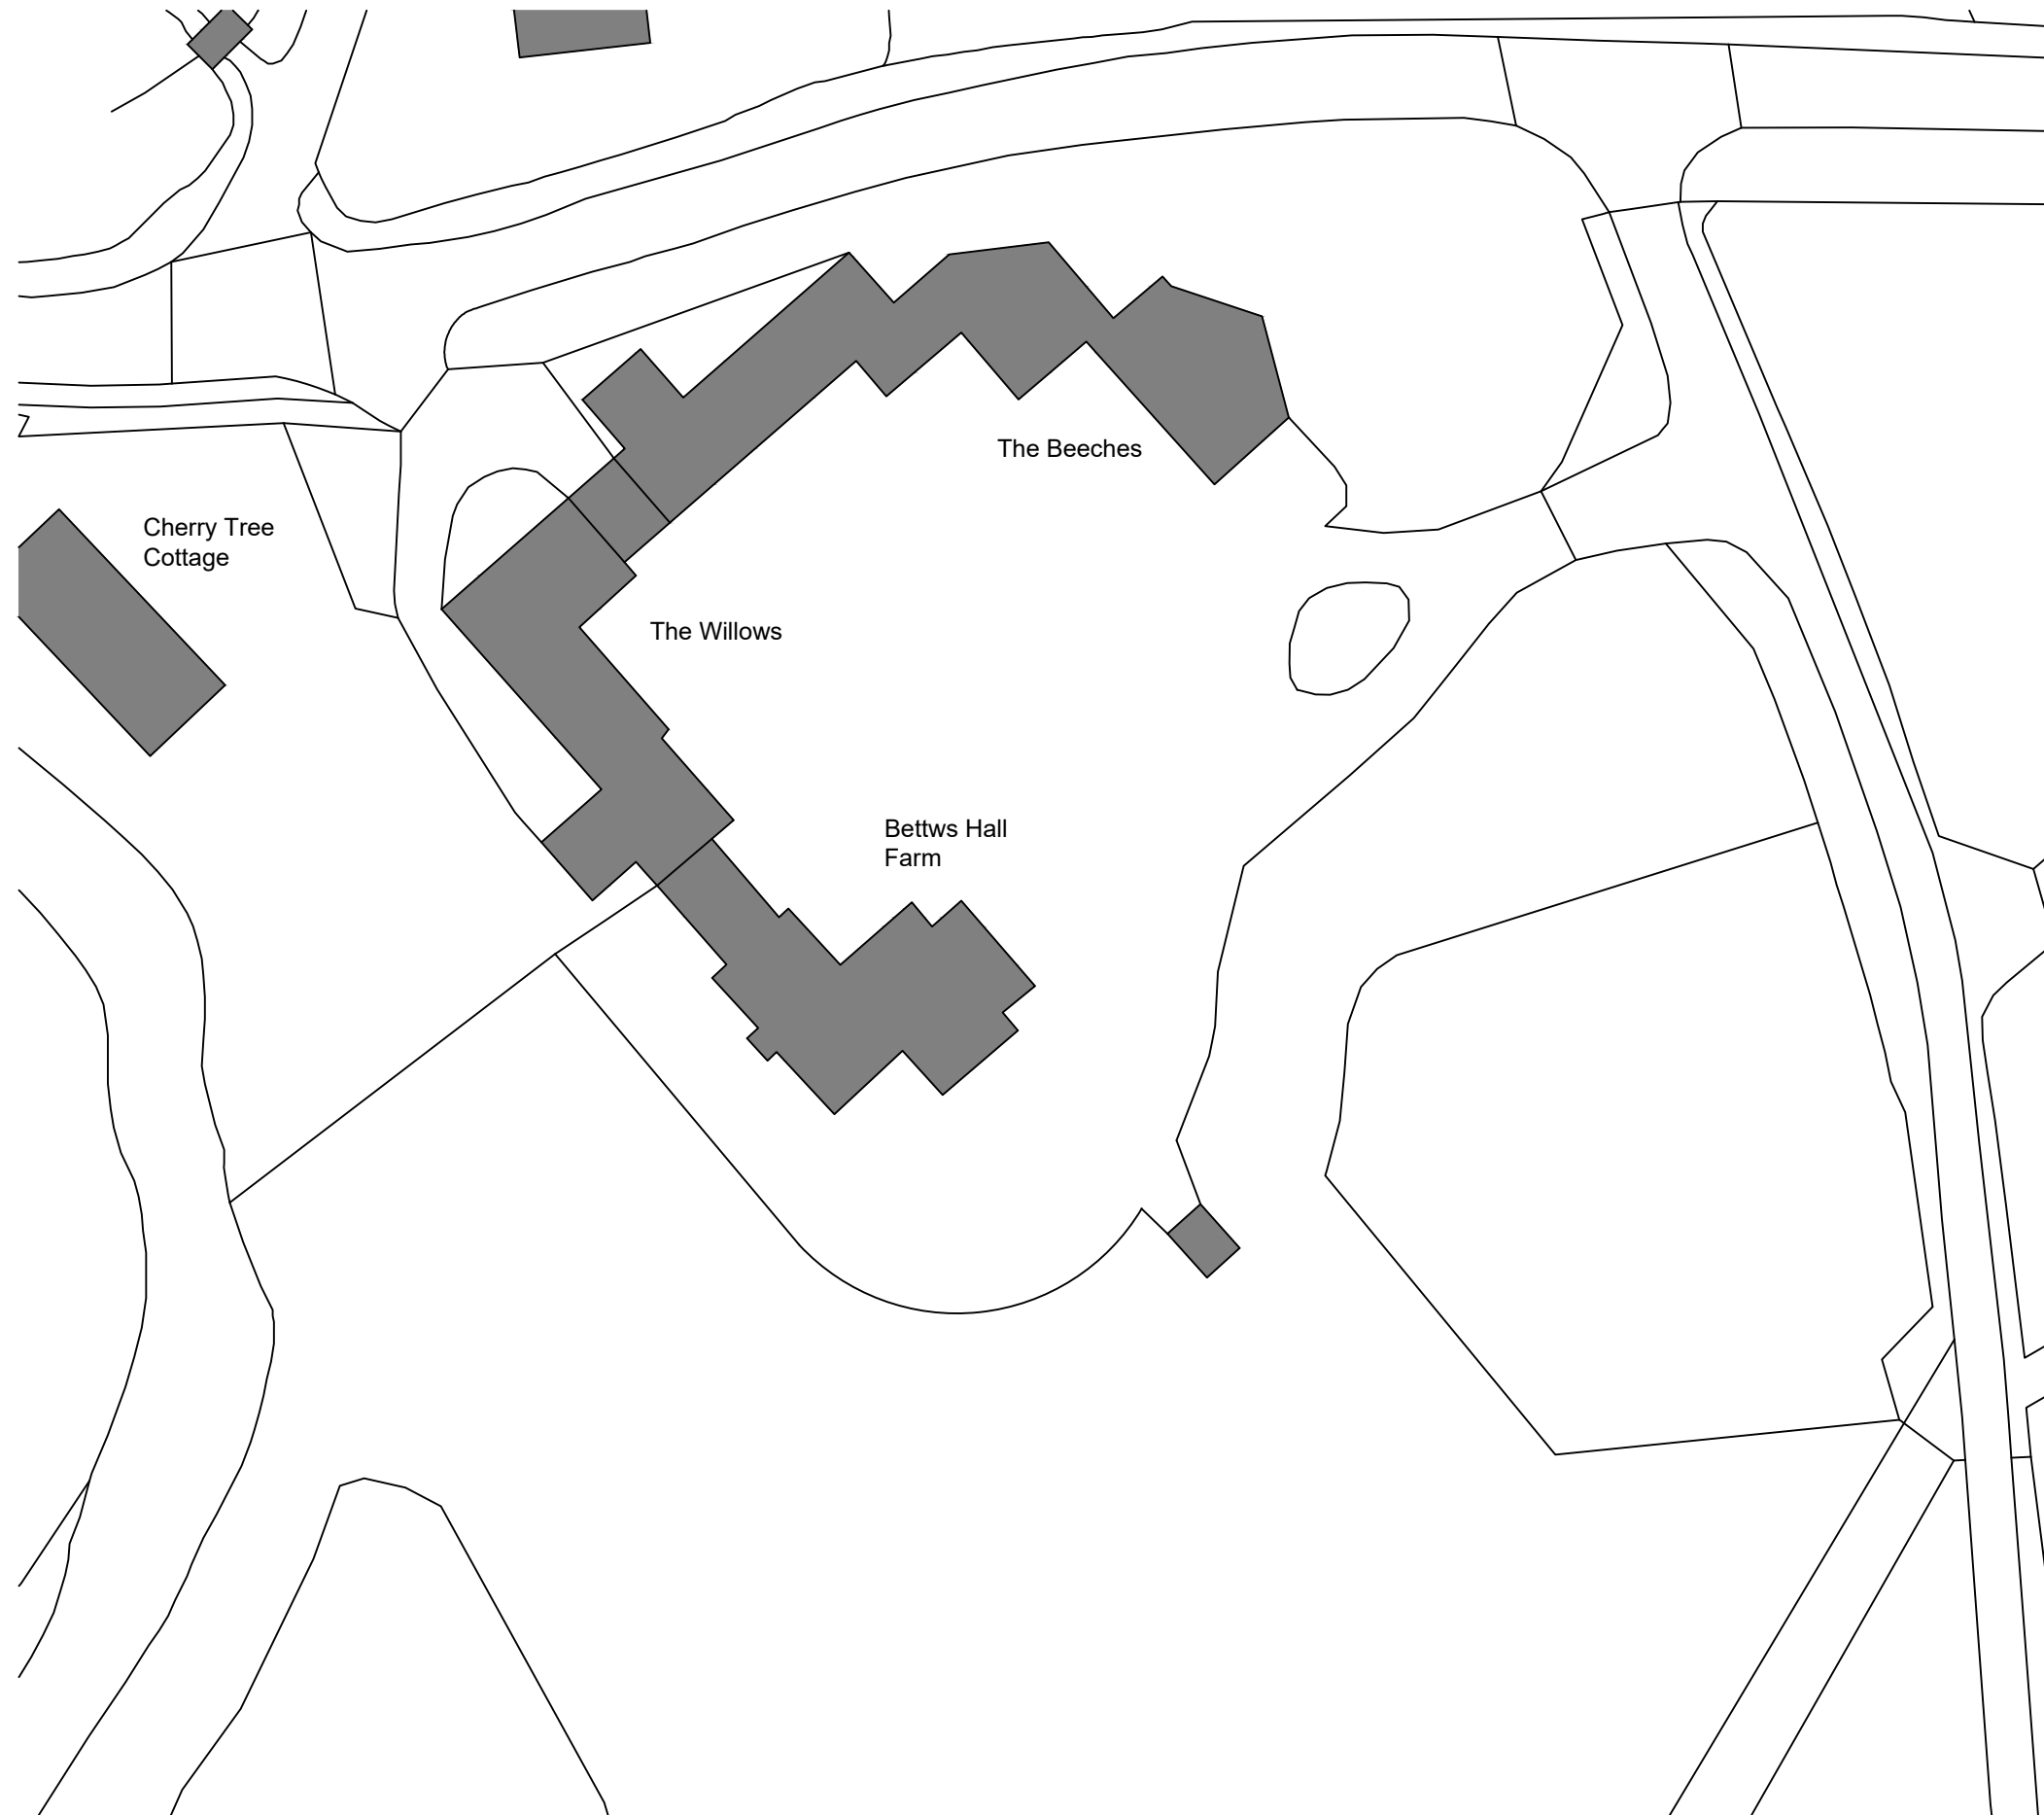 The Beeches
Cherry Tree
Cottage
The Willows
Bettws Hall
Farm